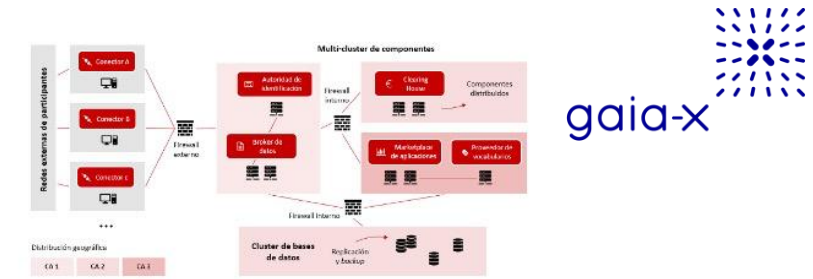 Multi-cluster de componentes
gaia-x
Redes externas de participantes
Conector A
Conector B
Conector c
...
Firewall
externo
Autoridad de
identificación
Broker de
datos
Firewall
interno
Clearing
House
Componentes
distribuidos
Marketplace
de aplicaciones
Proveedor de
vocabularios
Firewall Interno
Cluster de bases
de datos
Replicación
y backup
Distribución geográfica
CA 1
CA 2
CA 3